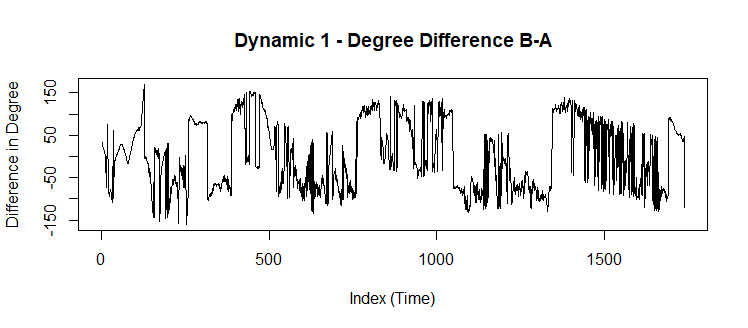 Dynamic 1 - Degree Difference B-A
Difference in Degree
150
50
-50
-150
0
500
1000
1500
Index (Time)